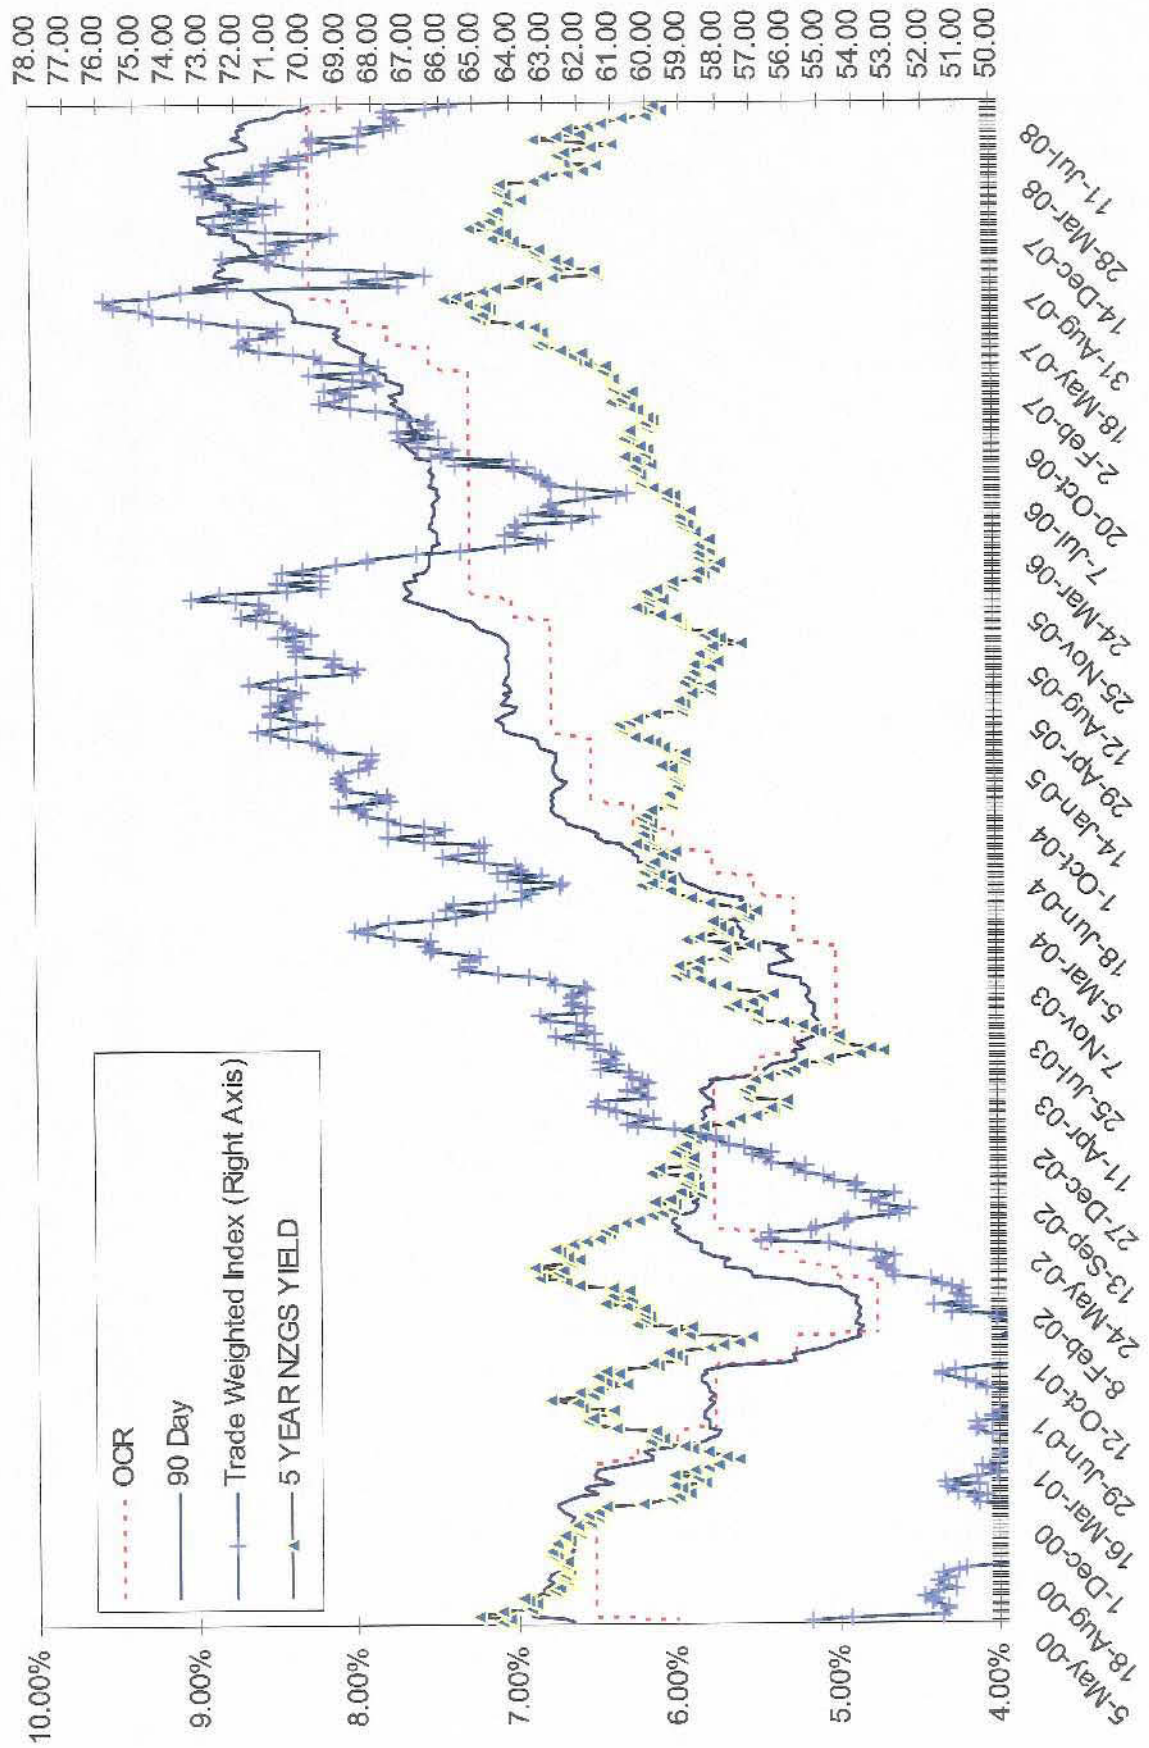 OCR
90 Day
Trade Weighted Index (Right Axis)
5 YEAR NZGS YIELD
10.00%
9.00%
8.00%
7.00%
6.00%
5.00%
4.00%
78.00
77.00
76.00
75.00
74.00
73.00
72.00
71.00
70.00
69.00
68.00
67.00
66.00
65.00
64.00
63.00
62.00
61.00
60.00
59.00
58.00
57.00
56.00
55.00
54.00
53.00
52.00
51.00
50.00
5-May-00
18-Aug-00
1-Dec-00
16-Mar-01
29-Jun-01
12-Oct-01
8-Feb-02
24-May-02
13-Sep-02
27-Dec-02
11-Apr-03
25-Jul-03
7-Nov-03
5-Mar-04
18-Jun-04
1-Oct-04
14-Jan-05
29-Apr-05
12-Aug-05
25-Nov-05
24-Mar-06
7-Jul-06
20-Oct-06
2-Feb-07
18-May-07
31-Aug-07
14-Dec-07
28-Mar-08
11-Jul-08